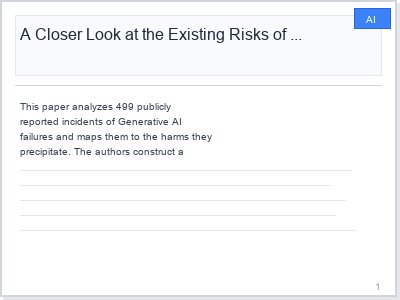 AI
A Closer Look at the Existing Risks of ...
This paper analyzes 499 publicly
reported incidents of Generative AI
failures and maps them to the harms they
precipitate. The authors construct a
1